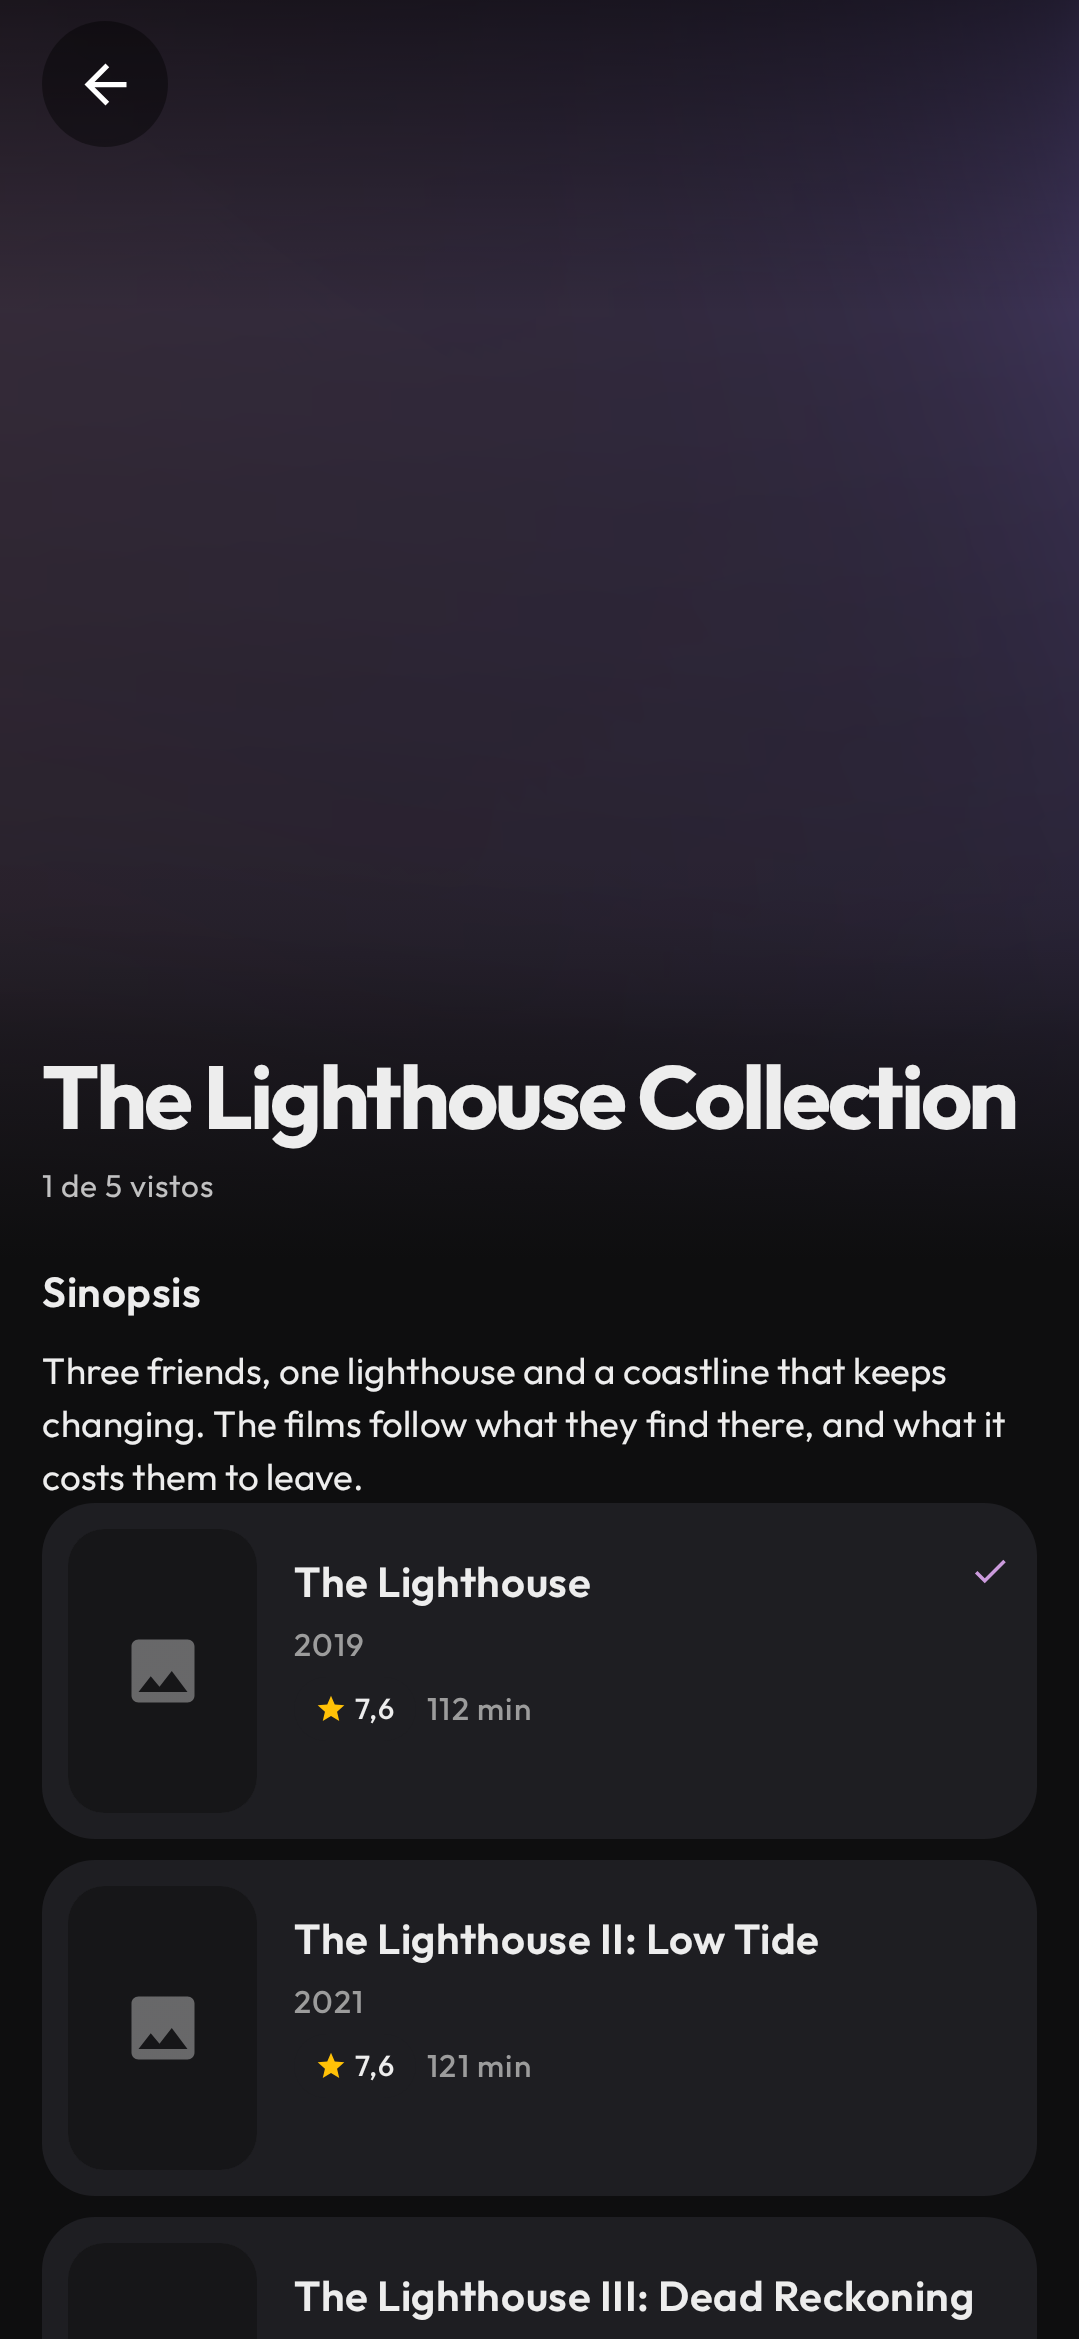 The Lighthouse Collection
1 de 5 vistos
Sinopsis
Three friends, one lighthouse and a coastline that keeps
changing. The films follow what they find there, and what it
costs them to leave.
The Lighthouse
2019
7,6 112 min
The Lighthouse II: Low Tide
2021
7,6 121 min
The Lighthouse III: Dead Reckoning